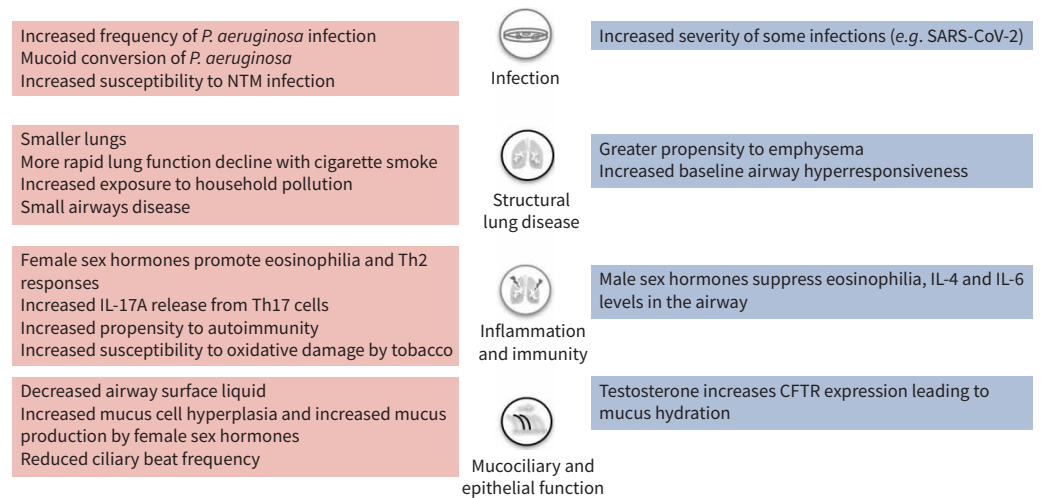 Increased frequency of P. aeruginosa infection
Mucoid conversion of P. aeruginosa
Increased susceptibility to NTM infection
Infection
Increased severity of some infections (e.g. SARS-CoV-2)
Smaller lungs
More rapid lung function decline with cigarette smoke
Increased exposure to household pollution
Small airways disease
Structural
lung disease
Greater propensity to emphysema
Increased baseline airway hyperresponsiveness
Female sex hormones promote eosinophilia and Th2
responses
Increased IL-17A release from Th17 cells
Increased propensity to autoimmunity
Increased susceptibility to oxidative damage by tobacco
Inflammation
and immunity
Male sex hormones suppress eosinophilia, IL-4 and IL-6
levels in the airway
Decreased airway surface liquid
Increased mucus cell hyperplasia and increased mucus
production by female sex hormones
Reduced ciliary beat frequency
Mucociliary and
epithelial function
Testosterone increases CFTR expression leading to
mucus hydration